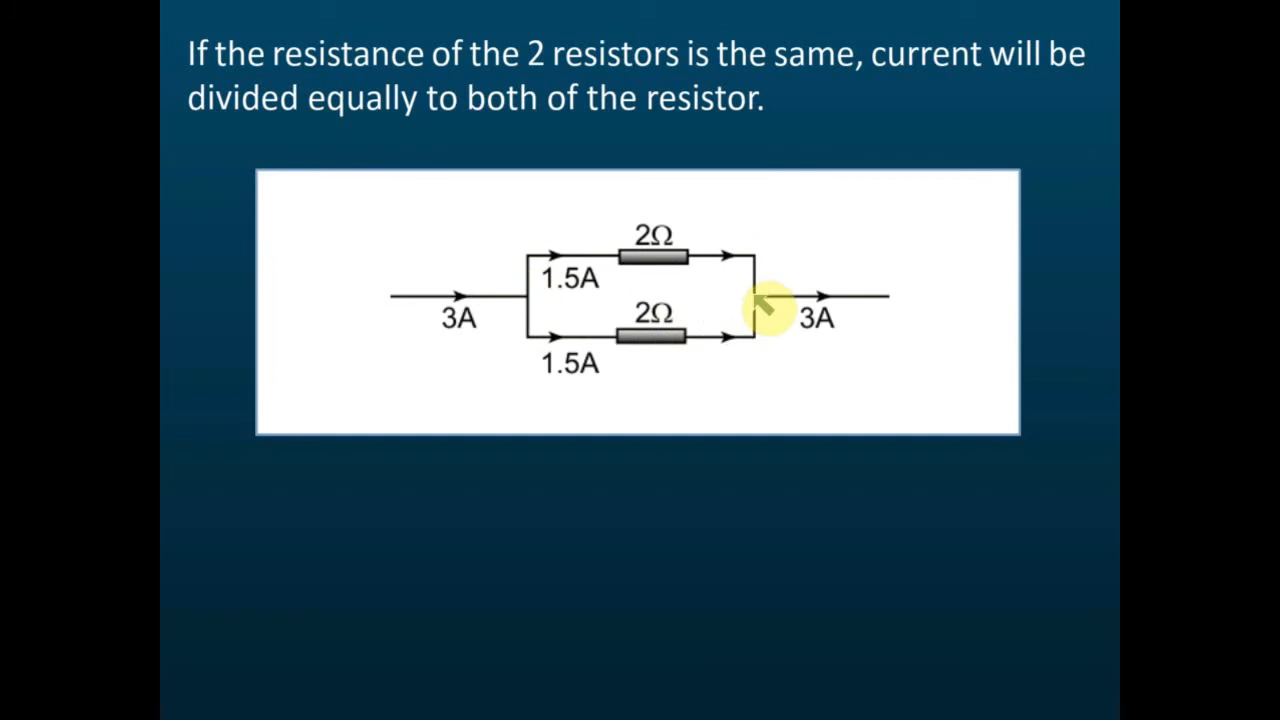 If the resistance of the 2 resistors is the same, current will be
divided equally to both of the resistor.
2Ω
1.5A
2Ω
3A
3A
1.5A